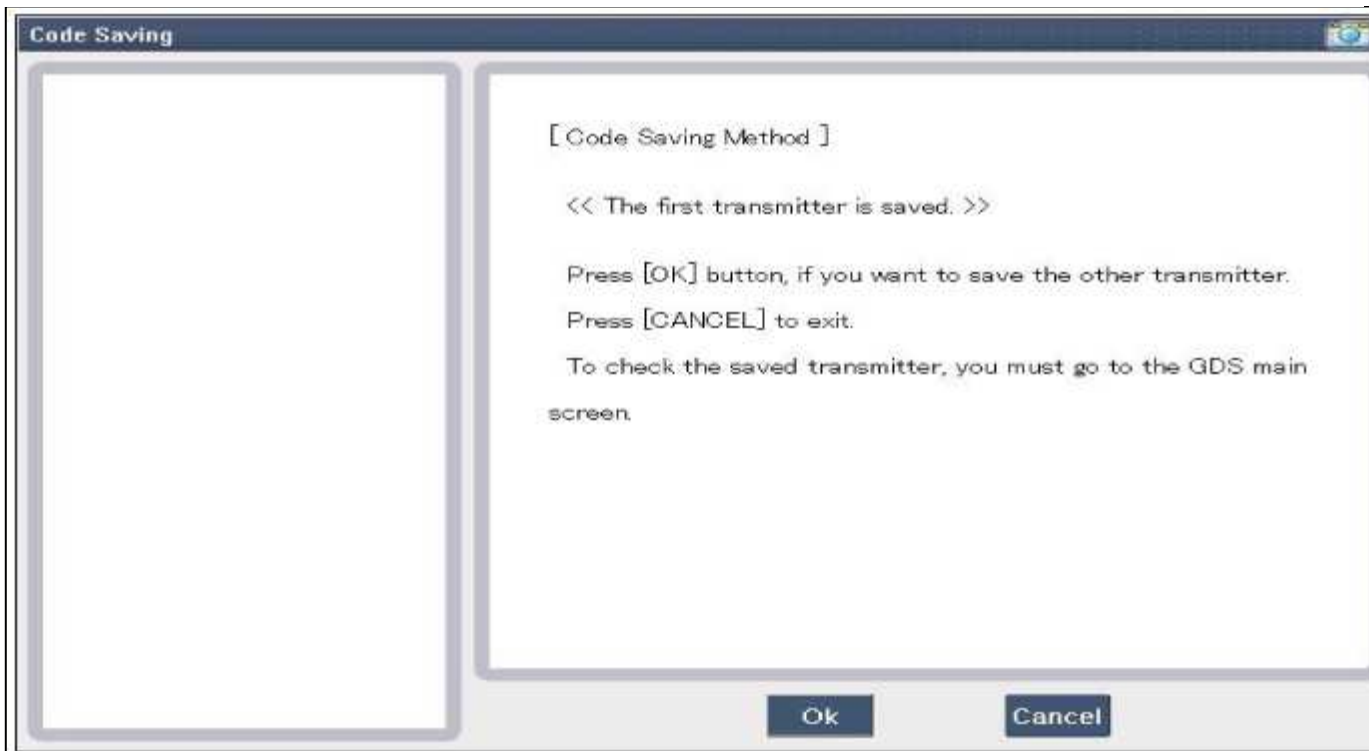 Code Saving
[ Code Saving Method ]
<< The first transmitter is saved. >>
Press [OK] button, if you want to save the other transmitter.
Press [CANCEL] to exit.
To check the saved transmitter, you must go to the GDS main
screen.
Ok
Cancel